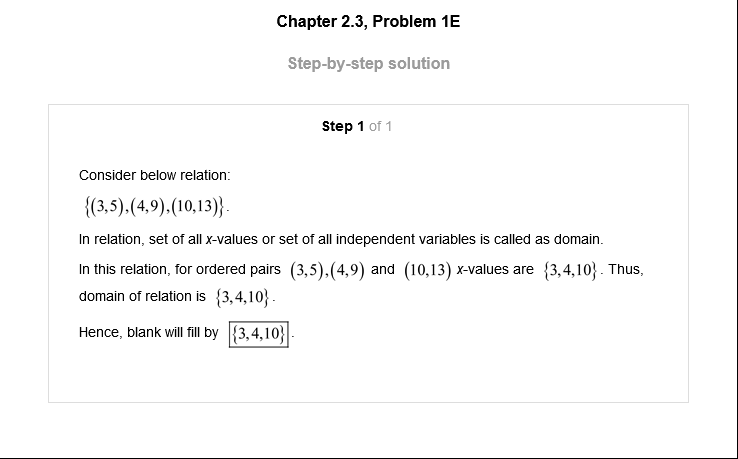 Chapter 2.3, Problem 1E
Step-by-step solution
Step 1 of 1
Consider below relation:
{(3,5),(4,9),(10,13)}.
In relation, set of all x-values or set of all independent variables is called as domain.
In this relation, for ordered pairs (3,5),(4,9) and (10,13) x-values are {3,4,10}. Thus,
domain of relation is {3,4,10}.
Hence, blank will fill by {3,4,10}.